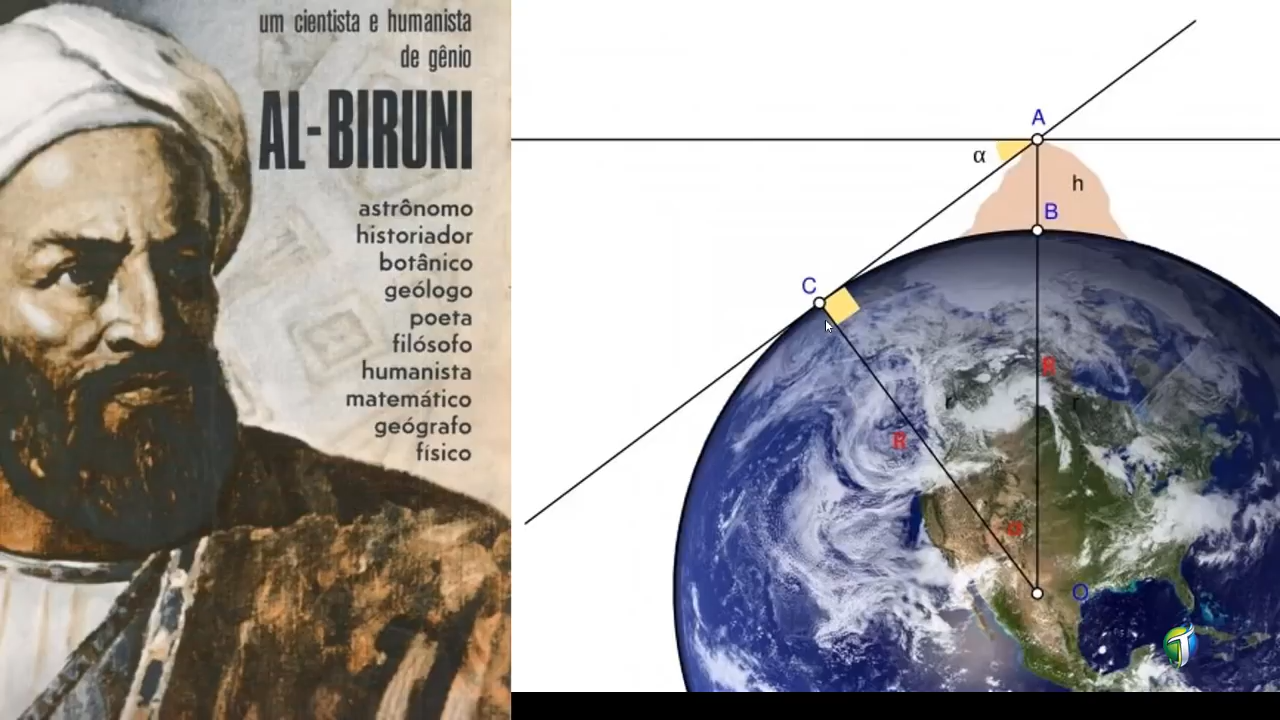 um cientista e humanista
de gênio
AL-BIRUNI
astrônomo
historiador
botânico
geólogo
poeta
filósofo
humanista
matemático
geógrafo
físico
A
α
h
B
C
R
r
r
R
α
O
T